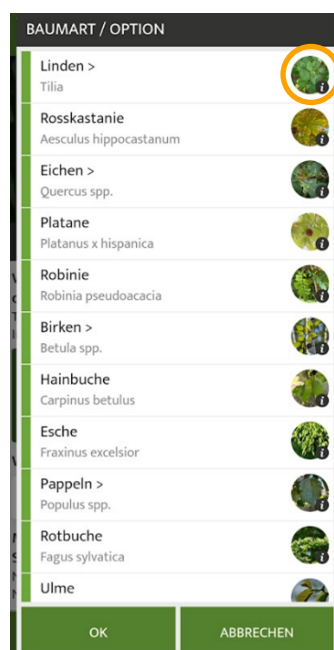 BAUMART / OPTION
Linden >
Tilia
Rosskastanie
Aesculus hippocastanum
Eichen >
Quercus spp.
Platane
Platanus x hispanica
Robinie
Robinia pseudoacacia
Birken >
Betula spp.
Hainbuche
Carpinus betulus
Esche
Fraxinus excelsior
Pappeln >
Populus spp.
Rotbuche
Fagus sylvatica
Ulme
OK
ABBRECHEN